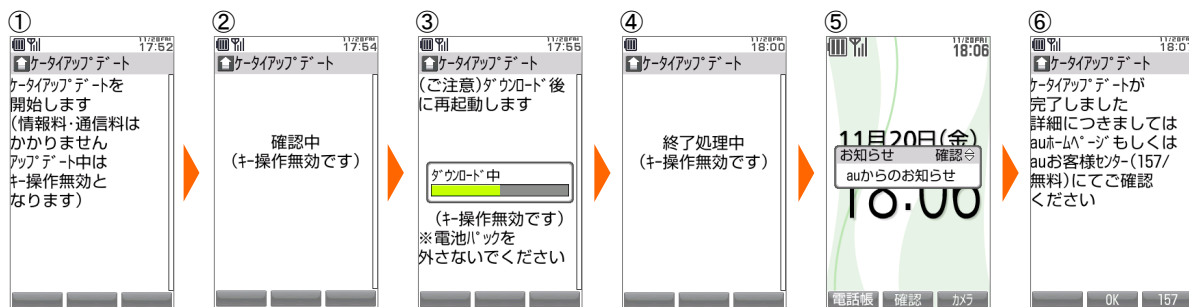 ①
11/20FRI
17:52
ケータイアップデート
ケータイアップデートを
開始します
(情報料・通信料は
かかりません
アップデート中は
キー操作無効と
なります)
②
11/20FRI
17:54
ケータイアップデート
確認中
(キー操作無効です)
③
11/20FRI
17:55
ケータイアップデート
(ご注意)ダウンロード後
に再起動します
ダウンロード中
(キー操作無効です)
※電池パックを
外さないでください
④
11/20FRI
18:00
ケータイアップデート
終了処理中
(キー操作無効です)
⑤
11/20FRI
18:06
11月20日(金)
お知らせ 確認
auからのお知らせ
18:06
電話帳 確認 カメラ
⑥
11/20FRI
18:07
ケータイアップデート
ケータイアップデートが
完了しました
詳細につきましては
auホームページもしくは
auお客様センター(157/
無料)にてご確認
ください
OK 157